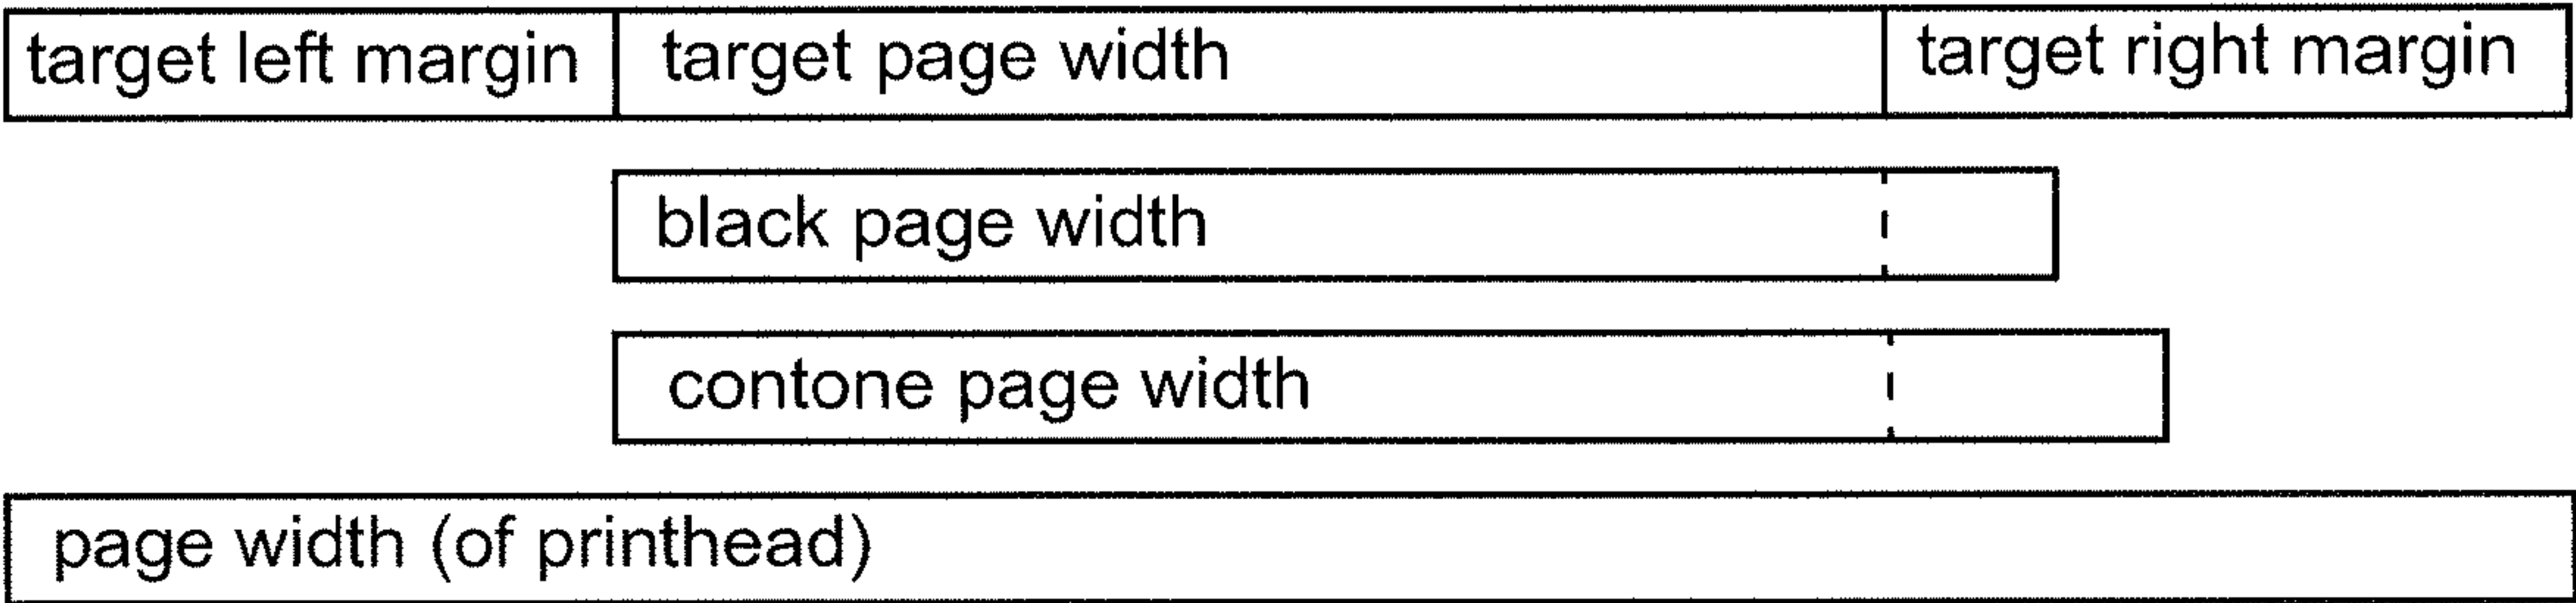 target left margin
target page width
target right margin
black page width
contone page width
page width (of printhead)